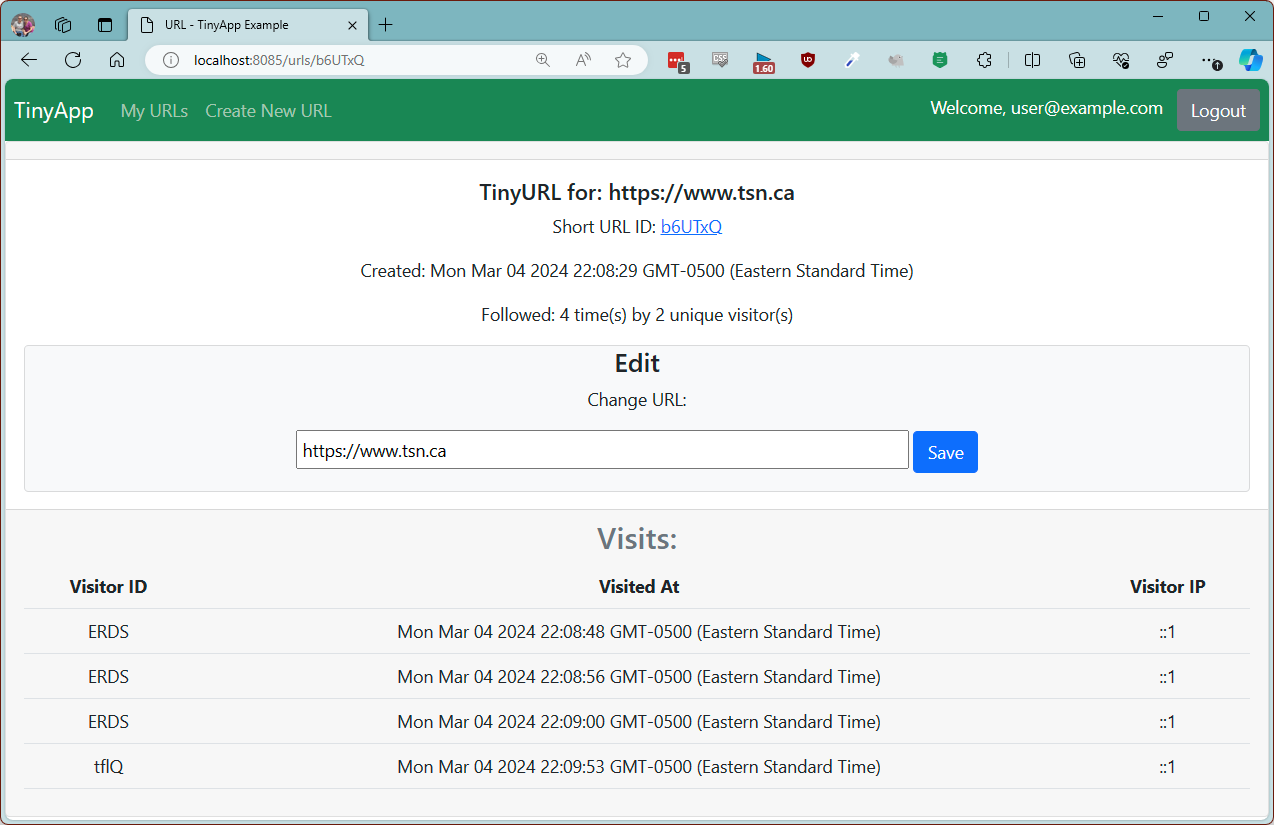 URL - TinyApp Example
localhost:8085/urls/b6UTxQ
5
1.60
TinyApp My URLs Create New URL Welcome, user@example.com Logout
TinyURL for: https://www.tsn.ca
Short URL ID: b6UTxQ
Created: Mon Mar 04 2024 22:08:29 GMT-0500 (Eastern Standard Time)
Followed: 4 time(s) by 2 unique visitor(s)
Edit
Change URL:
https://www.tsn.ca Save
Visits:
Visitor ID Visited At Visitor IP
ERDS Mon Mar 04 2024 22:08:48 GMT-0500 (Eastern Standard Time) ::1
ERDS Mon Mar 04 2024 22:08:56 GMT-0500 (Eastern Standard Time) ::1
ERDS Mon Mar 04 2024 22:09:00 GMT-0500 (Eastern Standard Time) ::1
tflQ Mon Mar 04 2024 22:09:53 GMT-0500 (Eastern Standard Time) ::1